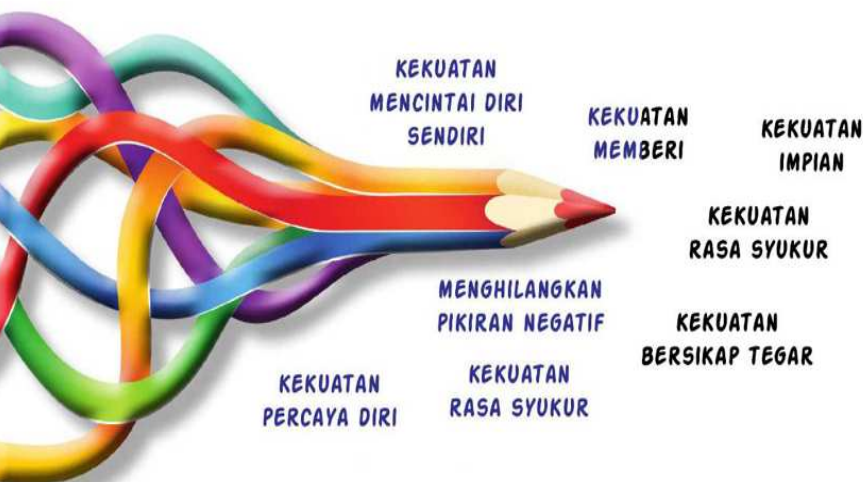 KEKUATAN
MENCINTAI DIRI
SENDIRI
KEKUATAN
MEMBERI
KEKUATAN
IMPIAN
KEKUATAN
RASA SYUKUR
MENGHILANGKAN
PIKIRAN NEGATIF
KEKUATAN
BERSIKAP TEGAR
KEKUATAN
PERCAYA DIRI
KEKUATAN
RASA SYUKUR